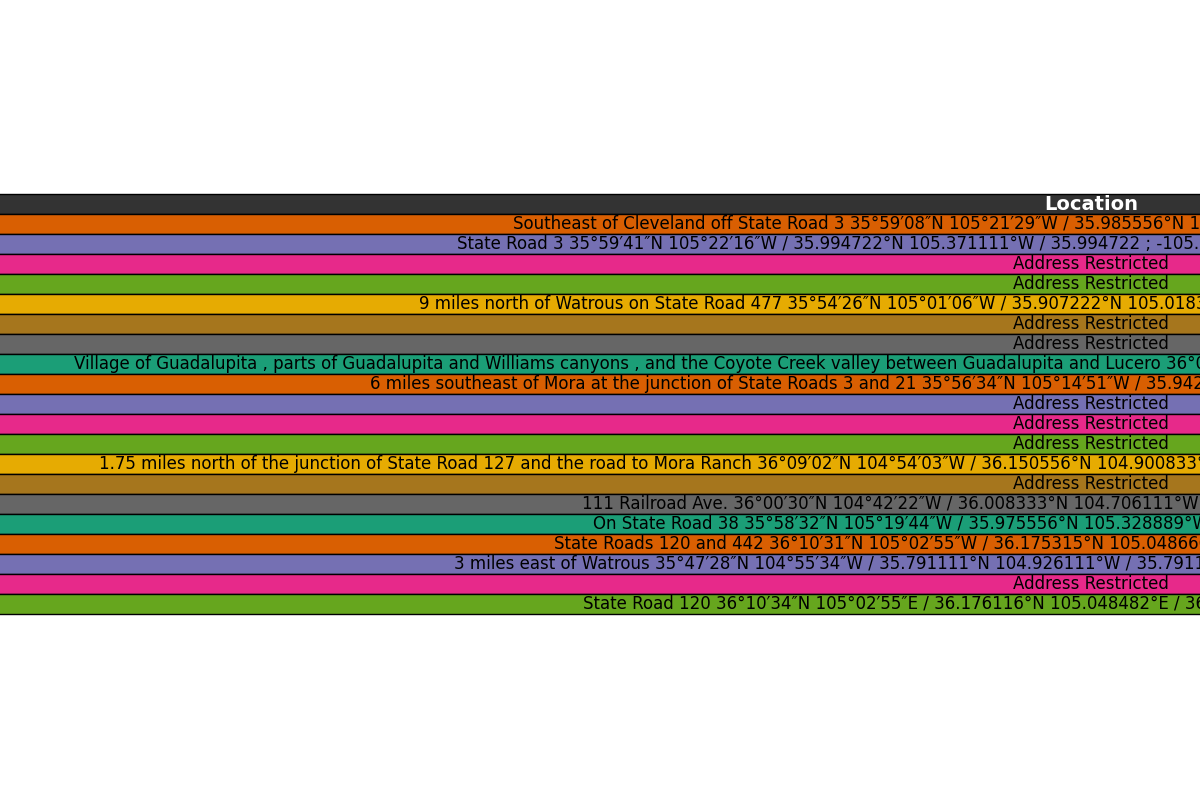 Location
Southeast of Cleveland off State Road 3 35°59′08″N 105°21′29″W / 35.985556°N 1
State Road 3 35°59′41″N 105°22′16″W / 35.994722°N 105.371111°W / 35.994722 ; -105.
Address Restricted
Address Restricted
9 miles north of Watrous on State Road 477 35°54′26″N 105°01′06″W / 35.907222°N 105.0183
Address Restricted
Address Restricted
Village of Guadalupita , parts of Guadalupita and Williams canyons , and the Coyote Creek valley between Guadalupita and Lucero 36°0
6 miles southeast of Mora at the junction of State Roads 3 and 21 35°56′34″N 105°14′51″W / 35.942
Address Restricted
Address Restricted
Address Restricted
1.75 miles north of the junction of State Road 127 and the road to Mora Ranch 36°09′02″N 104°54′03″W / 36.150556°N 104.900833°
Address Restricted
111 Railroad Ave. 36°00′30″N 104°42′22″W / 36.008333°N 104.706111°W
On State Road 38 35°58′32″N 105°19′44″W / 35.975556°N 105.328889°W
State Roads 120 and 442 36°10′31″N 105°02′55″W / 36.175315°N 105.04866
3 miles east of Watrous 35°47′28″N 104°55′34″W / 35.791111°N 104.926111°W / 35.7911
Address Restricted
State Road 120 36°10′34″N 105°02′55″E / 36.176116°N 105.048482°E / 36